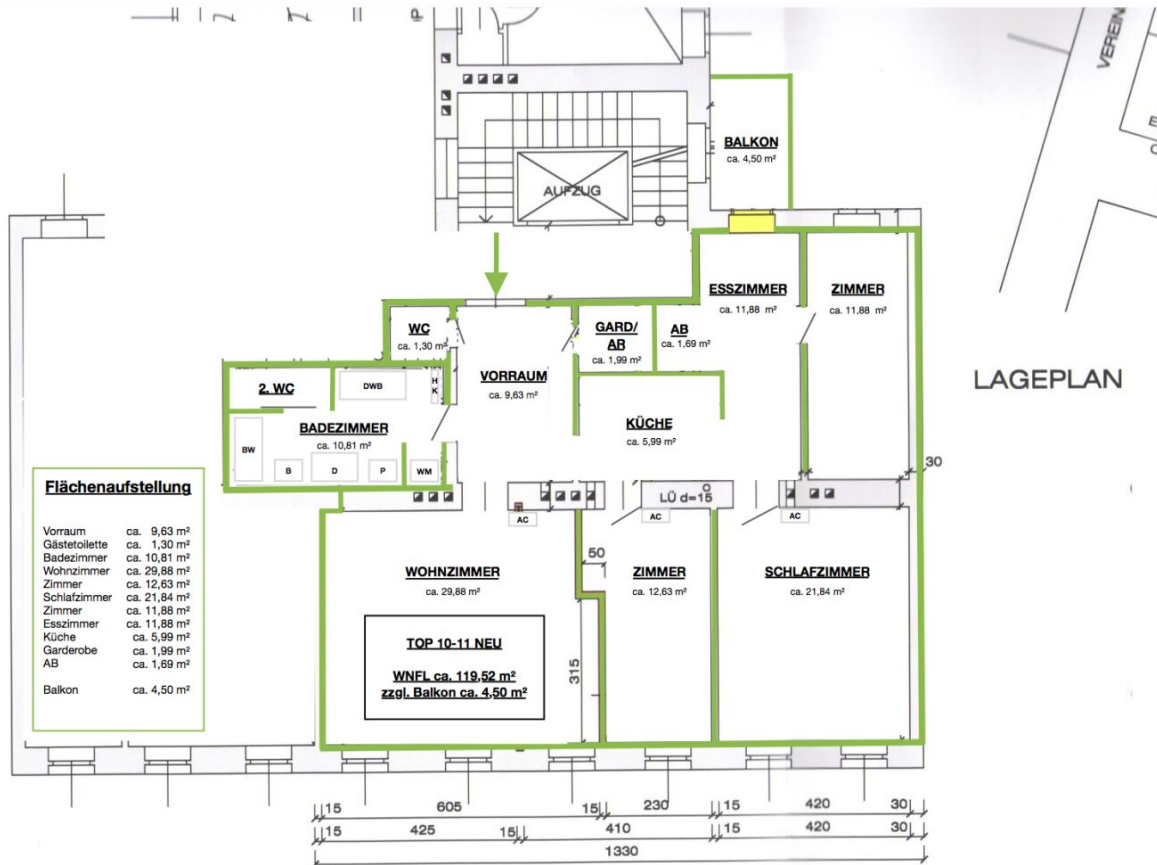 VEREIN
BALKON
ca. 4,50 m²
AUFZUG
ESSZIMMER
ca. 11,88 m²
ZIMMER
ca. 11,88 m²
WC
ca. 1,30 m²
GARD/
AR
ca. 1,99 m²
AB
ca. 1,69 m²
LAGEPLAN
VORRAUM
ca. 9,63 m²
2. WC
DWB
HK
BADEZIMMER
ca. 10,81 m²
KÜCHE
ca. 5,99 m²
BW
B
D
P
WM
30
LÜ d=15
AC
AC
AC
Flächenaufstellung
Vorraum ca. 9,63 m²
Gästetoilette ca. 1,30 m²
Badezimmer ca. 10,81 m²
Wohnzimmer ca. 29,88 m²
Zimmer ca. 12,63 m²
Schlafzimmer ca. 21,84 m²
Zimmer ca. 11,88 m²
Esszimmer ca. 11,88 m²
Küche ca. 5,99 m²
Garderobe ca. 1,99 m²
AB ca. 1,69 m²
Balkon ca. 4,50 m²
WOHNZIMMER
ca. 29,88 m²
50
ZIMMER
ca. 12,63 m²
SCHLAFZIMMER
ca. 21,84 m²
TOP 10-11 NEU
WNFL ca. 119,52 m²
zzgl. Balkon ca. 4,50 m²
315
15 605 15 230 15 420 30
15 425 15 410 15 420 30
1330